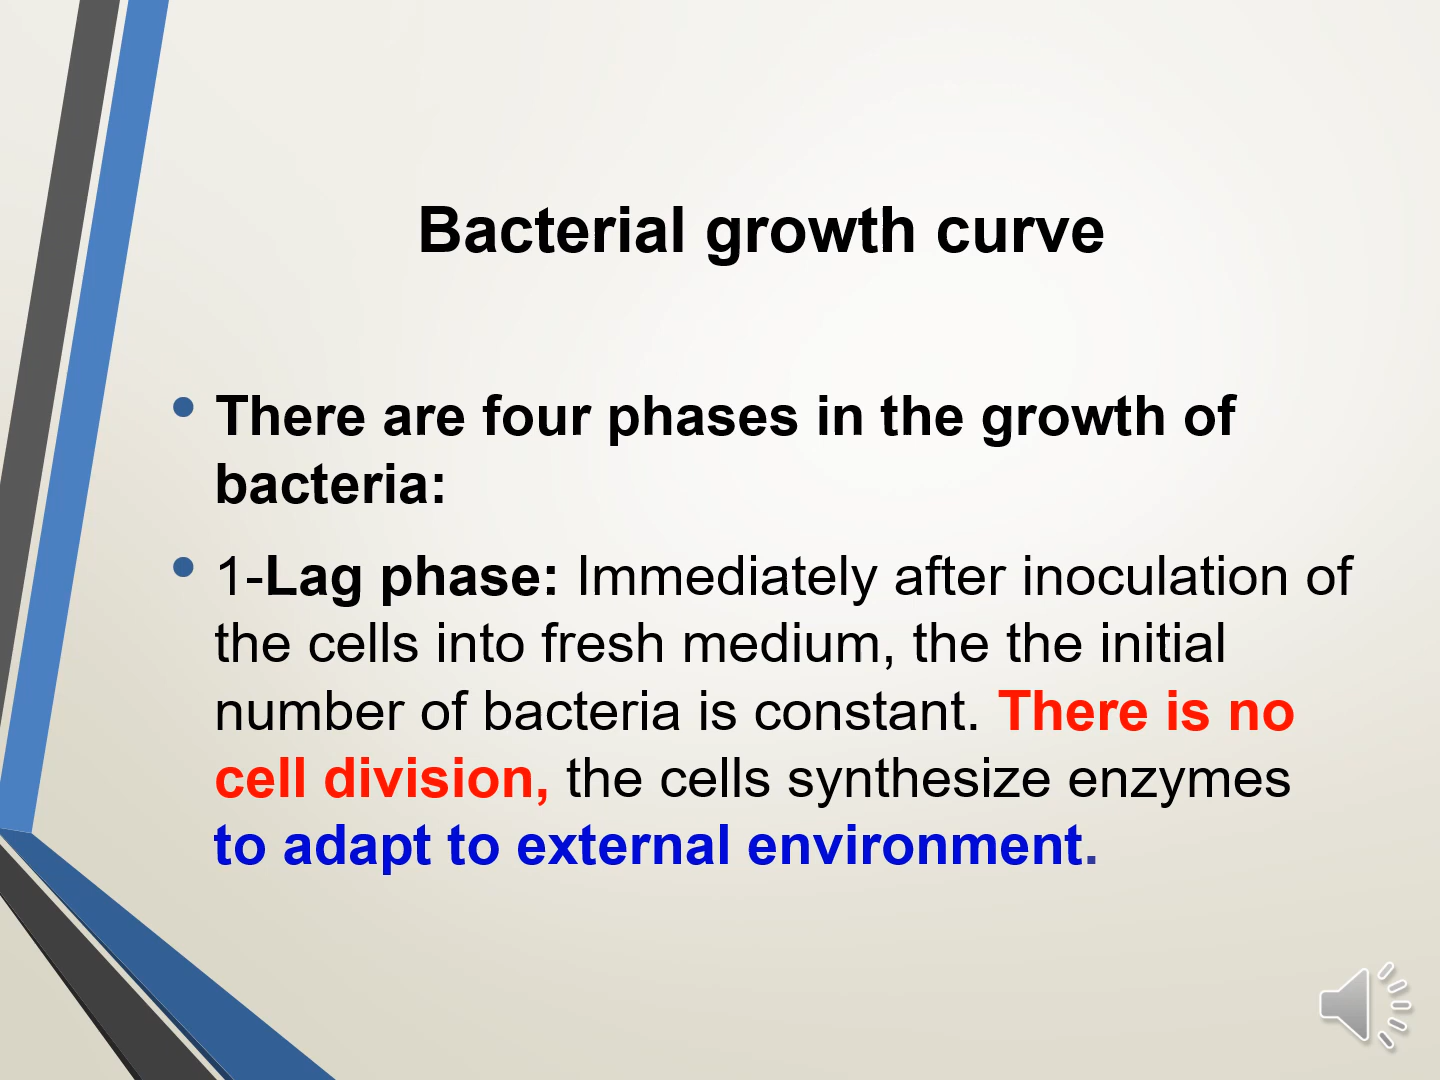 Bacterial growth curve
• There are four phases in the growth of
bacteria:
• 1-Lag phase: Immediately after inoculation of
the cells into fresh medium, the the initial
number of bacteria is constant. There is no
cell division, the cells synthesize enzymes
to adapt to external environment.